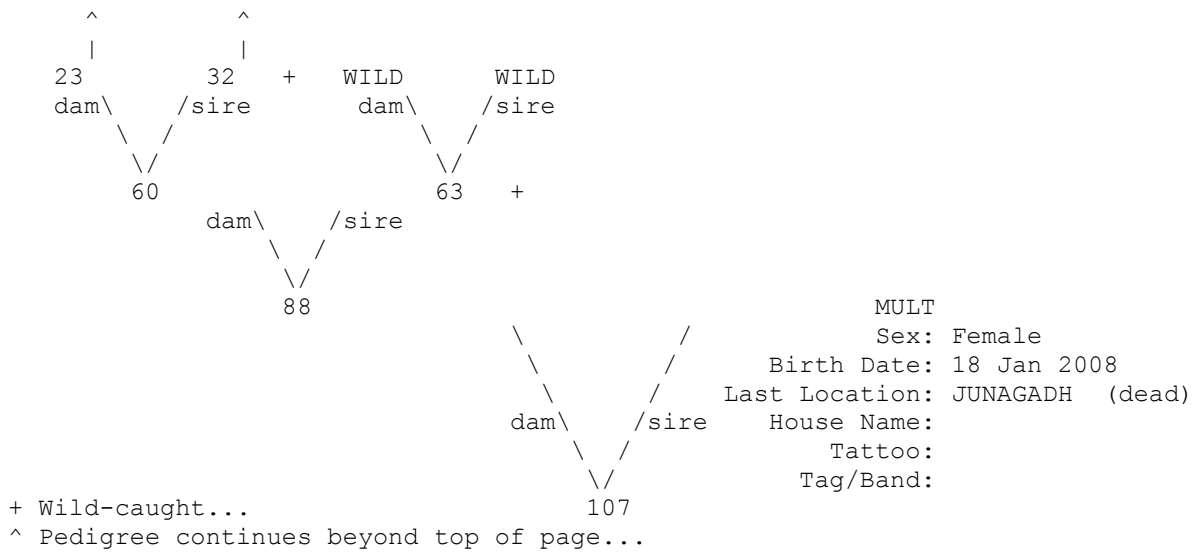 ^ ^
| |
23 32 + WILD WILD
dam\ /sire dam\ /sire
\ / \ /
\/ \/
60 63 +
dam\ /sire
\ /
\/
88 MULT
\ / Sex: Female
\ / Birth Date: 18 Jan 2008
\ / Last Location: JUNAGADH (dead)
dam\ /sire House Name:
\ / Tattoo:
\/ Tag/Band:
+ Wild-caught... 107
^ Pedigree continues beyond top of page...